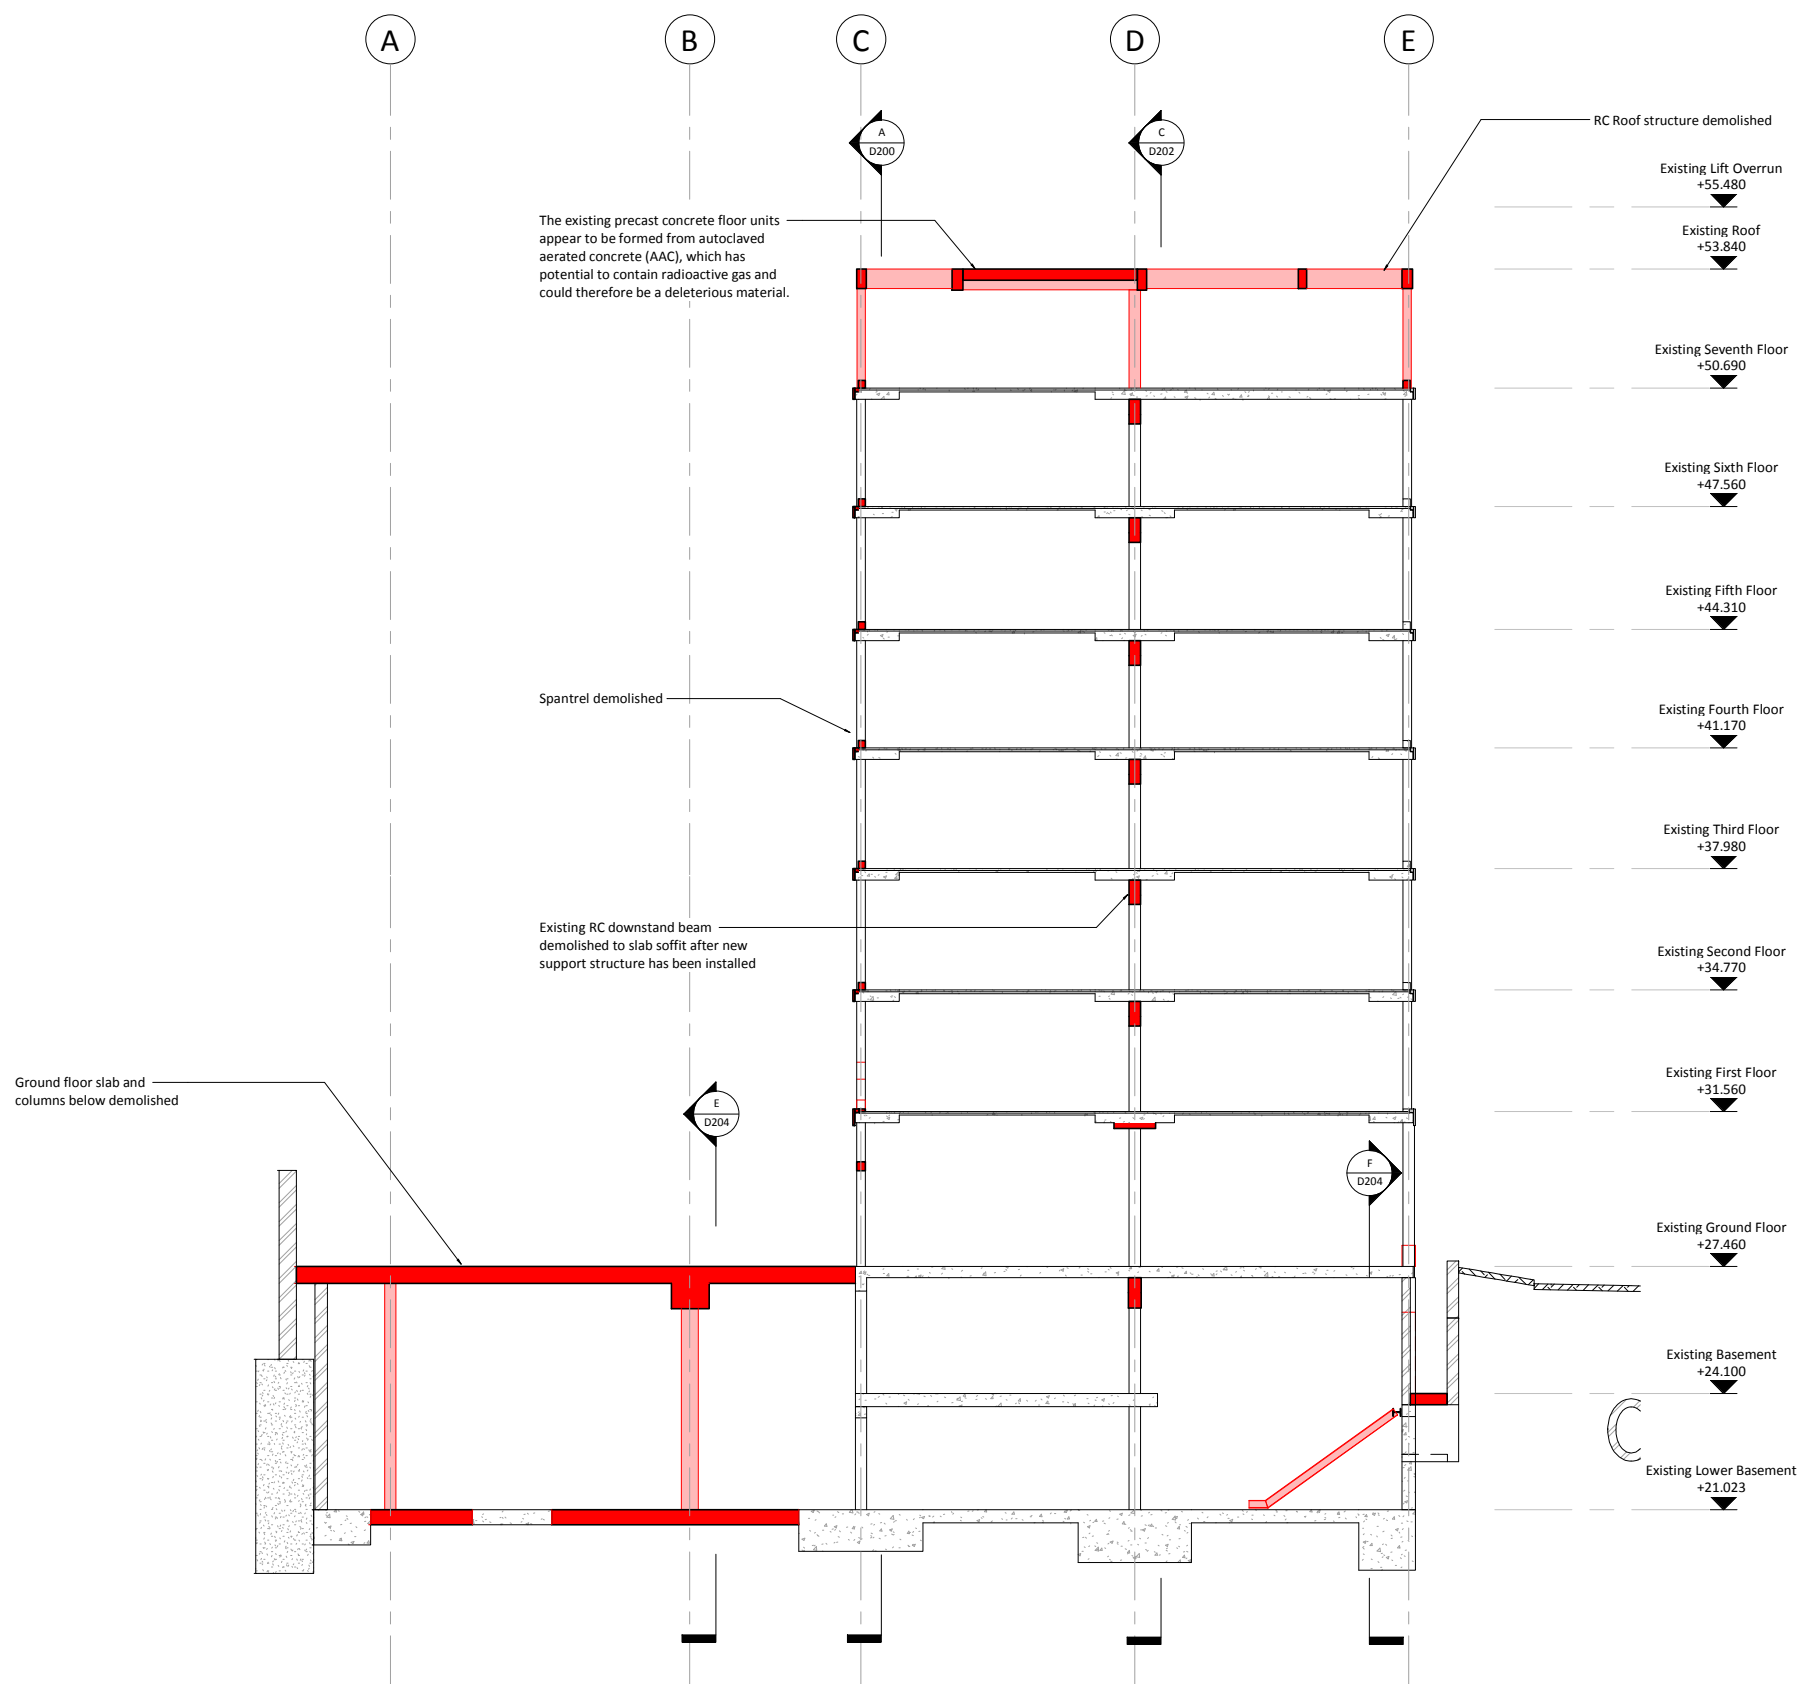 A
B
C
D
E
A
D200
C
D202
RC Roof structure demolished
Existing Lift Overrun
+55.480
The existing precast concrete floor units
appear to be formed from autoclaved
aerated concrete (AAC), which has
potential to contain radioactive gas and
could therefore be a deleterious material.
Existing Roof
+53.840
Existing Seventh Floor
+50.690
Existing Sixth Floor
+47.560
Existing Fifth Floor
+44.310
Spantrel demolished
Existing Fourth Floor
+41.170
Existing Third Floor
+37.980
Existing RC downstand beam
demolished to slab soffit after new
support structure has been installed
Existing Second Floor
+34.770
Ground floor slab and
columns below demolished
E
D204
Existing First Floor
+31.560
F
D204
Existing Ground Floor
+27.460
Existing Basement
+24.100
Existing Lower Basement
+21.023